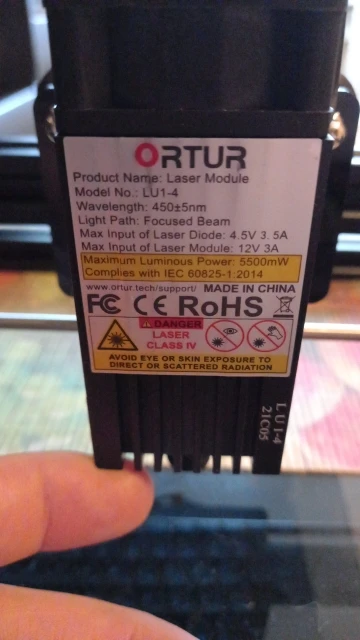 ORTUR
Product Name: Laser Module
Model No.: LU1-4
Wavelength: 450±5nm
Light Path: Focused Beam
Max Input of Laser Diode: 4.5V 3.5A
Max Input of Laser Module: 12V 3A
Maximum Luminous Power: 5500mW
Complies with IEC 60825-1:2014
www.ortur.tech/support/ MADE IN CHINA
FC CE RoHS
DANGER
LASER
CLASS IV
AVOID EYE OR SKIN EXPOSURE TO
DIRECT OR SCATTERED RADIATION
LU1-4
21C05